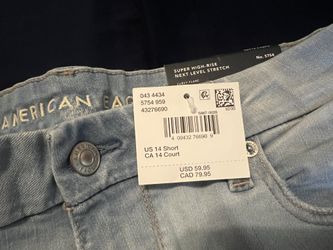 SUPER HIGH-RISE
NEXT LEVEL STRETCH
No. 5754
AMERICAN EAG
043 4434
5754 959
43276690
US 14 Short
CA 14 Court
USD 59.95
CAD 79.95